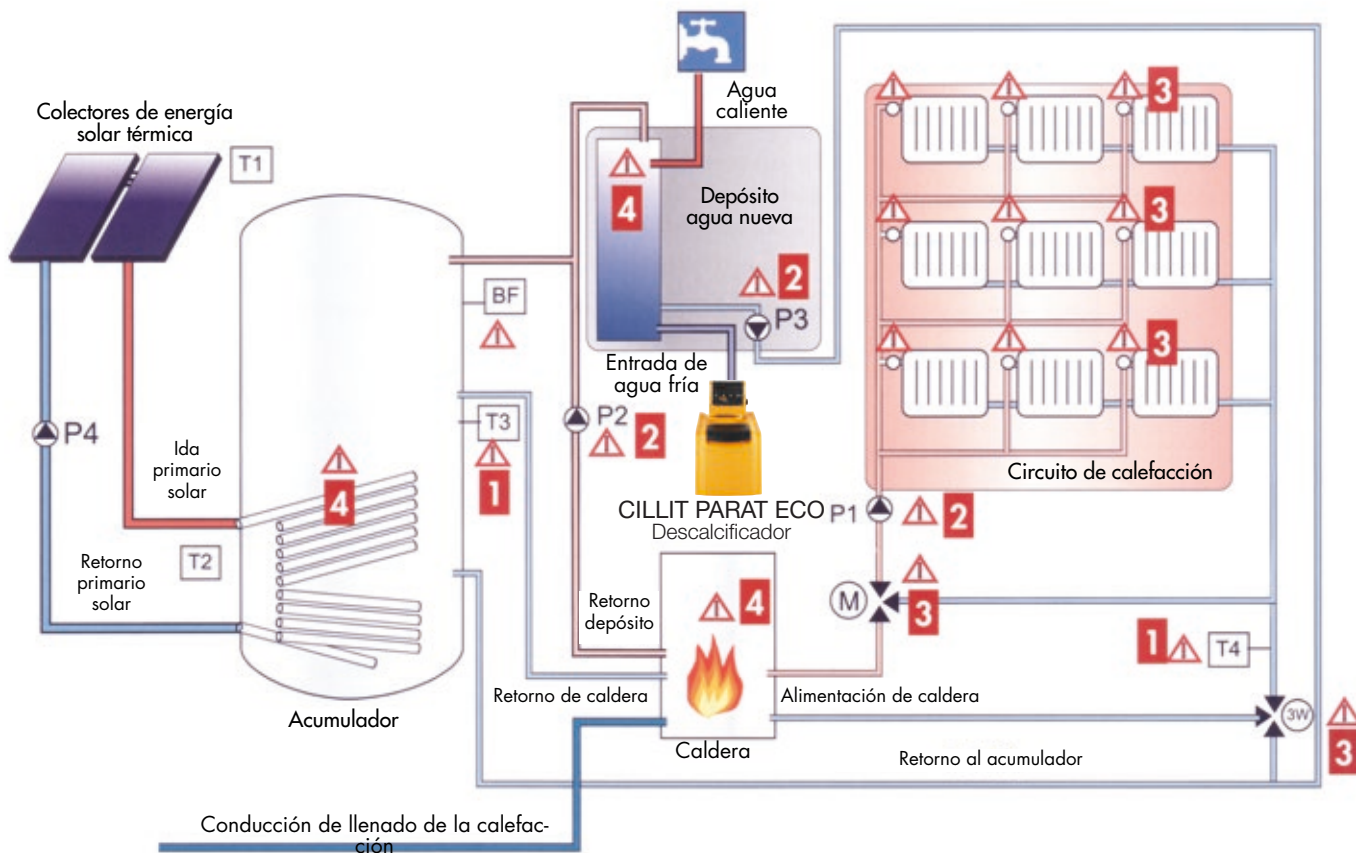 Agua
caliente
Colectores de energía
solar térmica
T1
3
4
Depósito
agua nueva
3
BF
2
P3
Entrada de
agua fría
3
P4
T3
P2
2
1
Ida
primario
solar
4
Circuito de calefacción
CILLIT PARAT ECO
Descalcificador
P1
2
T2
Retorno
primario
solar
Retorno
depósito
4
M
3
1
T4
Retorno de caldera
Alimentación de caldera
Acumulador
Caldera
3W
3
Retorno al acumulador
Conducción de llenado de la calefac-
ción